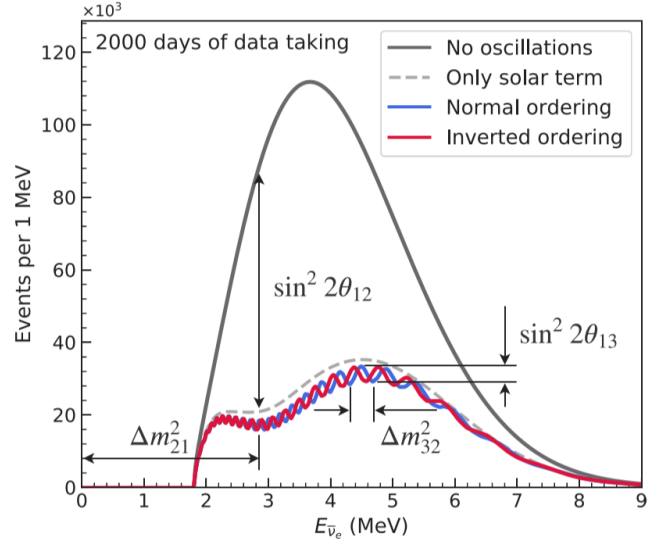 ×10³
2000 days of data taking
No oscillations
Only solar term
Normal ordering
Inverted ordering
Events per 1 MeV
120
100
80
60
40
20
0
sin² 2θ₁₂
sin² 2θ₁₃
Δm²₂₁
Δm²₃₂
0 1 2 3 4 5 6 7 8 9
E_ν̄ₑ (MeV)